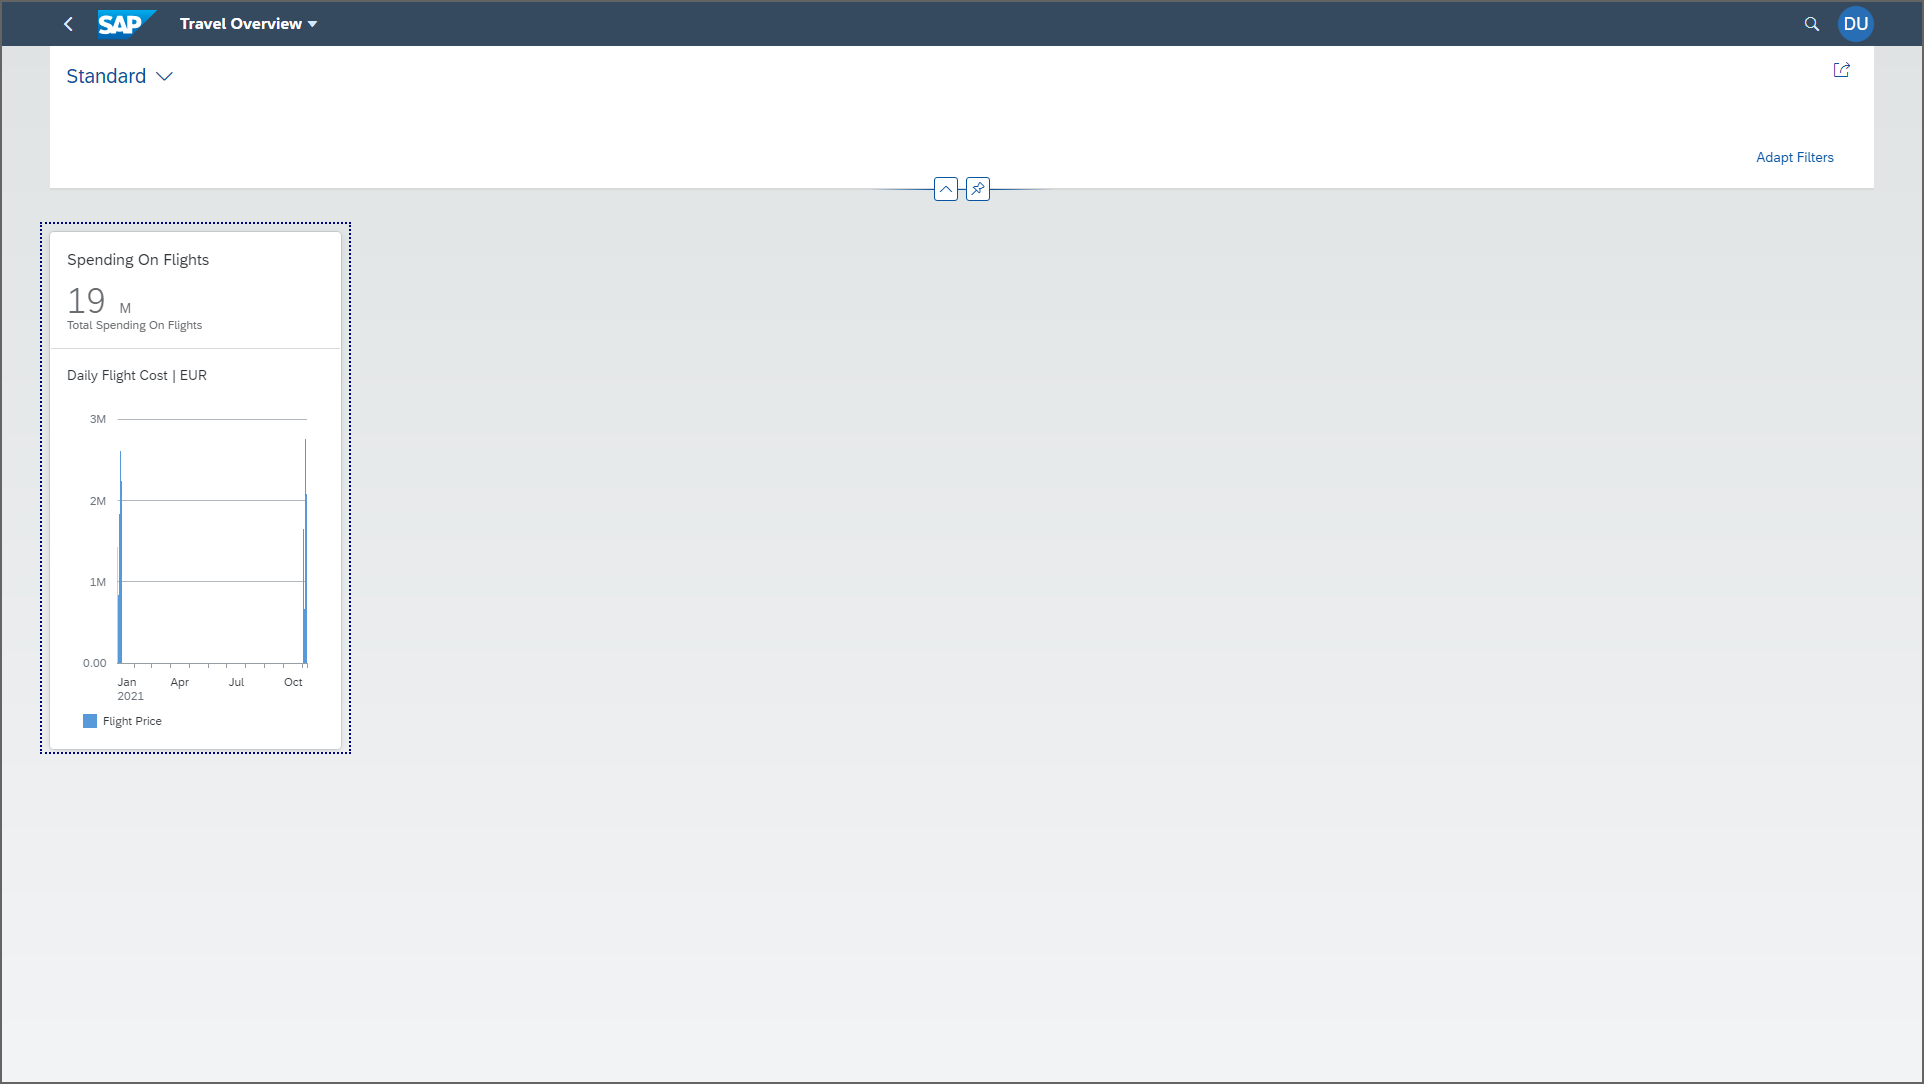 SAP Travel Overview DU
Standard
Adapt Filters
Spending On Flights
19 M
Total Spending On Flights
Daily Flight Cost | EUR
3M
2M
1M
0.00
Jan Apr Jul Oct
2021
Flight Price